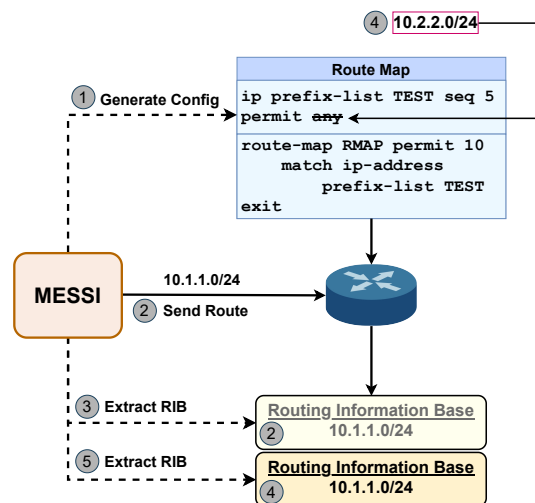 4 10.2.2.0/24
Route Map
1 Generate Config
ip prefix-list TEST seq 5
permit any
route-map RMAP permit 10
match ip-address
prefix-list TEST
exit
MESSI
10.1.1.0/24
2 Send Route
3 Extract RIB
Routing Information Base
2 10.1.1.0/24
5 Extract RIB
Routing Information Base
4 10.1.1.0/24